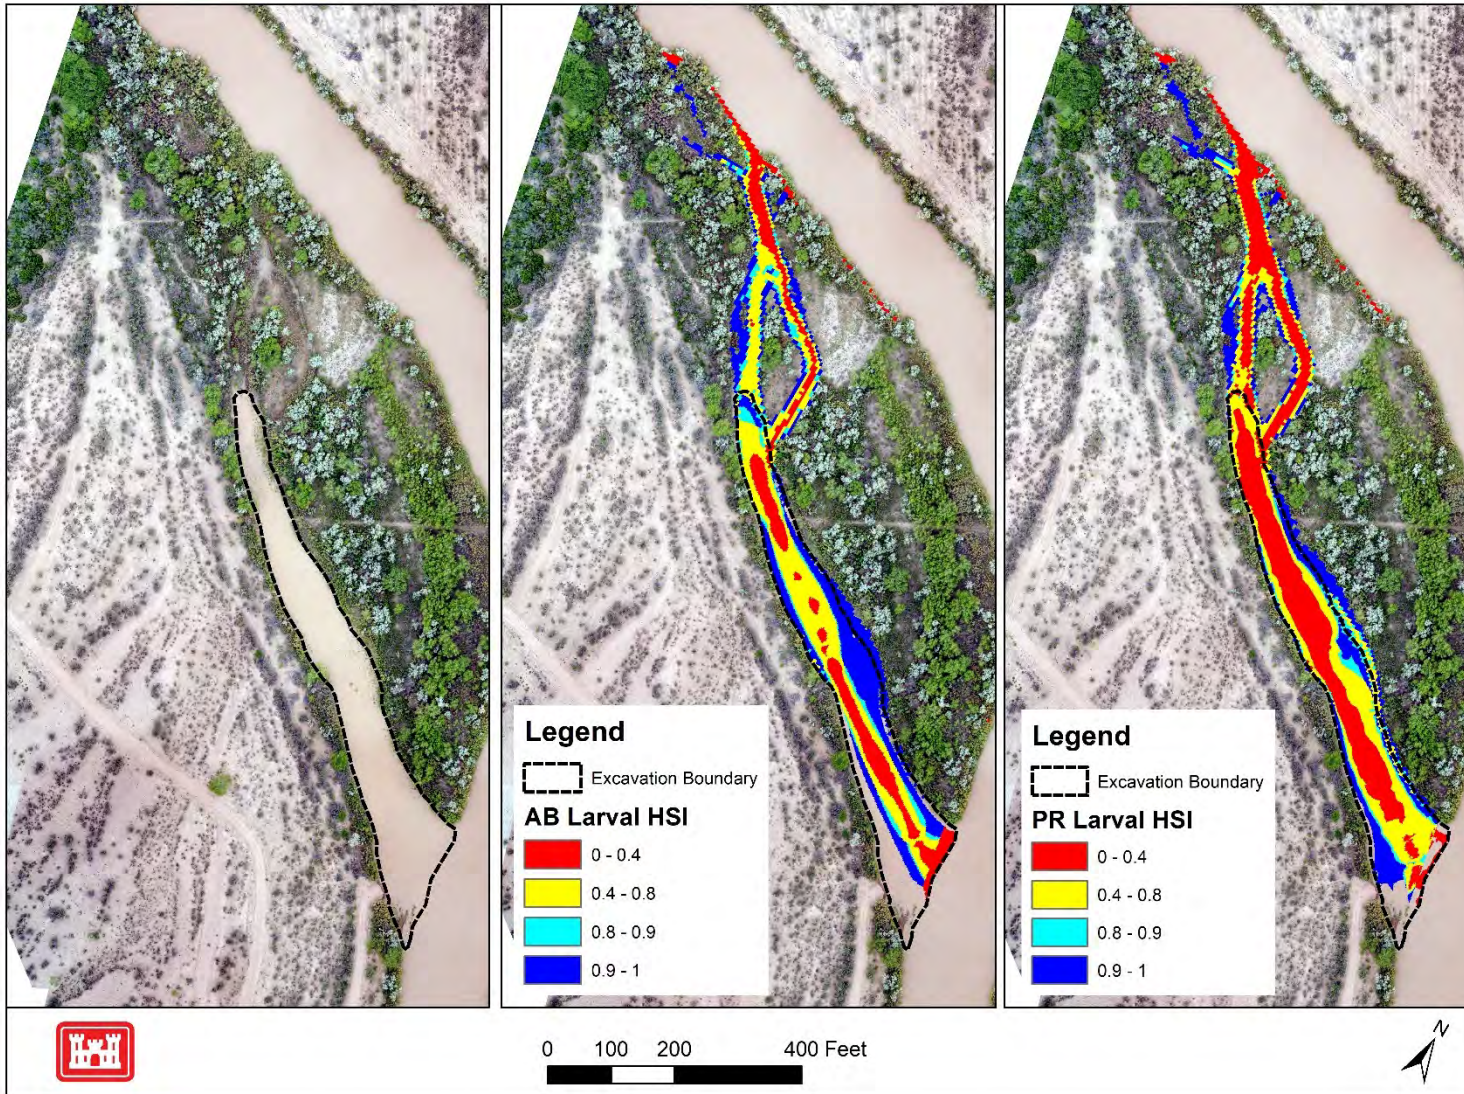 Legend
Excavation Boundary
AB Larval HSI
0 - 0.4
0.4 - 0.8
0.8 - 0.9
0.9 - 1
Legend
Excavation Boundary
PR Larval HSI
0 - 0.4
0.4 - 0.8
0.8 - 0.9
0.9 - 1
0 100 200 400 Feet
N